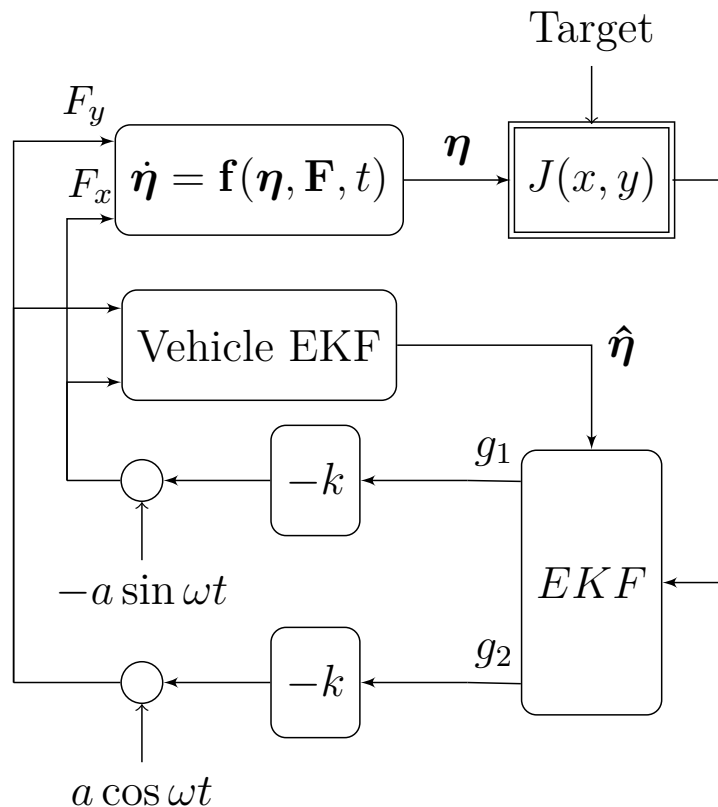 Target
F_y
η̇ = f(η, F, t)
η
J(x, y)
F_x
Vehicle EKF
η̂
−k
g_1
−a sin ωt
EKF
−k
g_2
a cos ωt